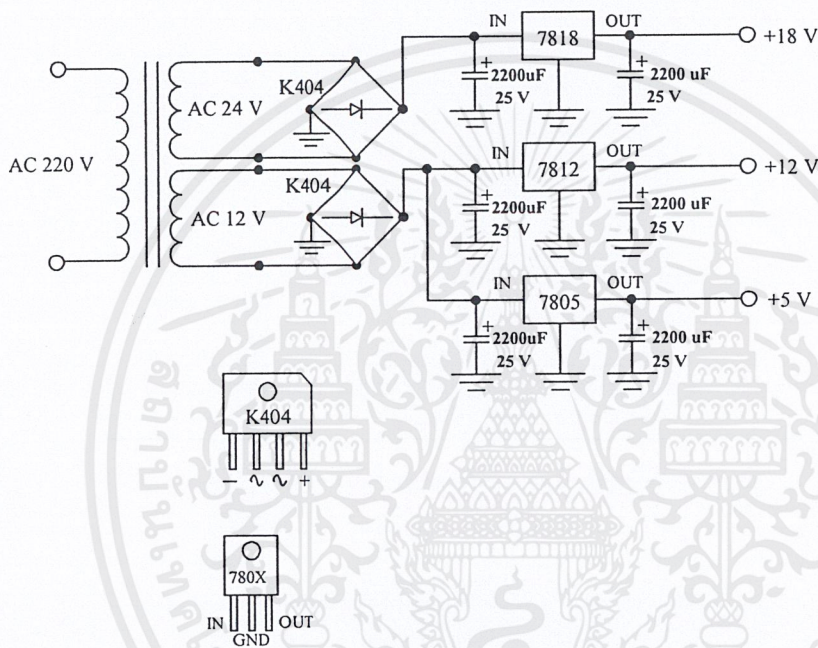 IN 7818 OUT +18 V
2200uF
25 V
2200 uF
25 V
K404
AC 24 V
AC 220 V
IN 7812 OUT +12 V
K404
AC 12 V
2200uF
25 V
2200 uF
25 V
IN 7805 OUT +5 V
2200uF
25 V
2200 uF
25 V
K404
− ∿ ∿ +
780X
IN OUT
GND